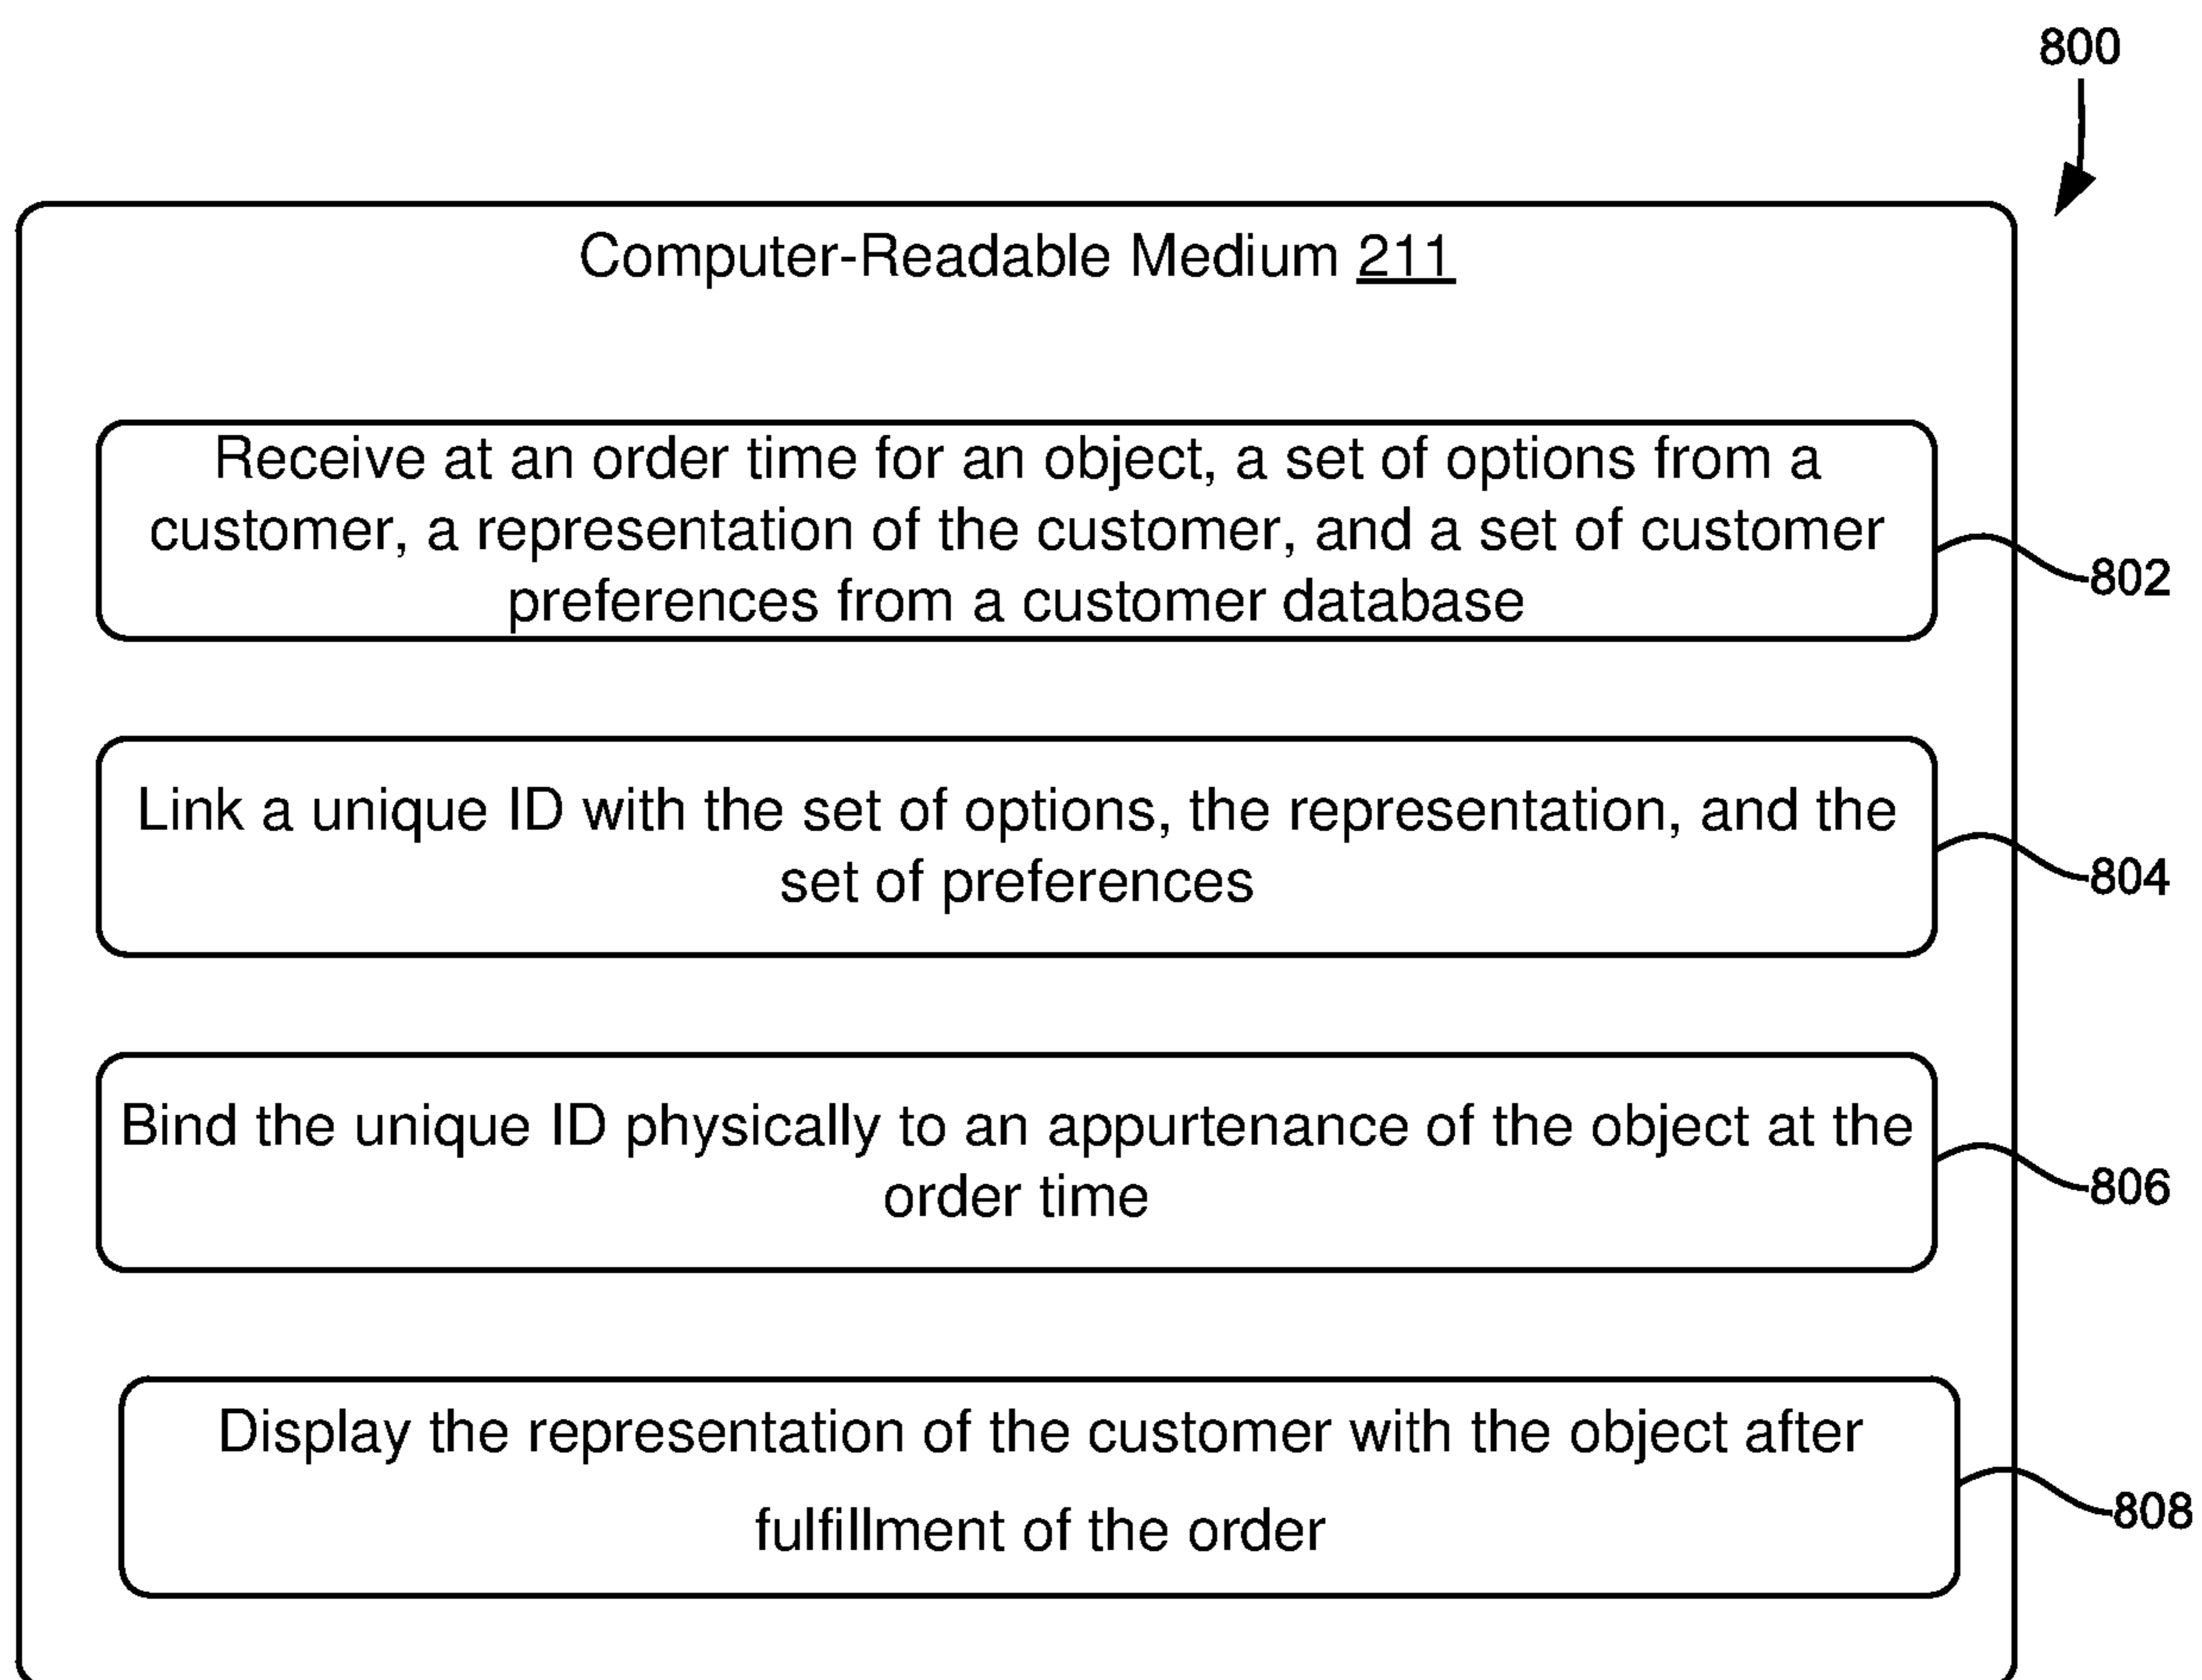 800
Computer-Readable Medium 211
Receive at an order time for an object, a set of options from a
customer, a representation of the customer, and a set of customer
preferences from a customer database
802
Link a unique ID with the set of options, the representation, and the
set of preferences
804
Bind the unique ID physically to an appurtenance of the object at the
order time
806
Display the representation of the customer with the object after
fulfillment of the order
808